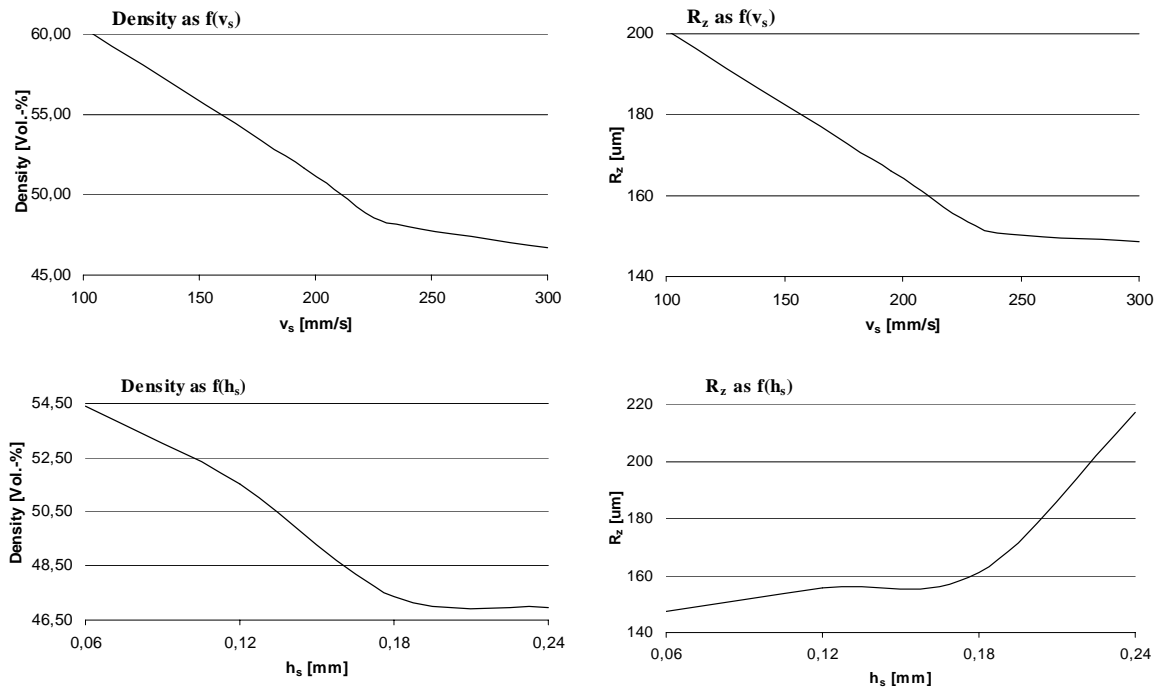 Density as f(vs)
60,00
55,00
50,00
45,00
Density [Vol.-%]
100 150 200 250 300
vs [mm/s]
Rz as f(vs)
200
180
160
140
Rz [um]
100 150 200 250 300
vs [mm/s]
Density as f(hs)
54,50
52,50
50,50
48,50
46,50
Density [Vol.-%]
0,06 0,12 0,18 0,24
hs [mm]
Rz as f(hs)
220
200
180
160
140
Rz [um]
0,06 0,12 0,18 0,24
hs [mm]